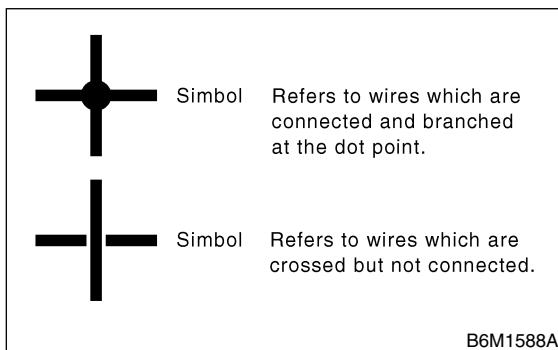 Simbol Refers to wires which are
connected and branched
at the dot point.
Simbol Refers to wires which are
crossed but not connected.
B6M1588A